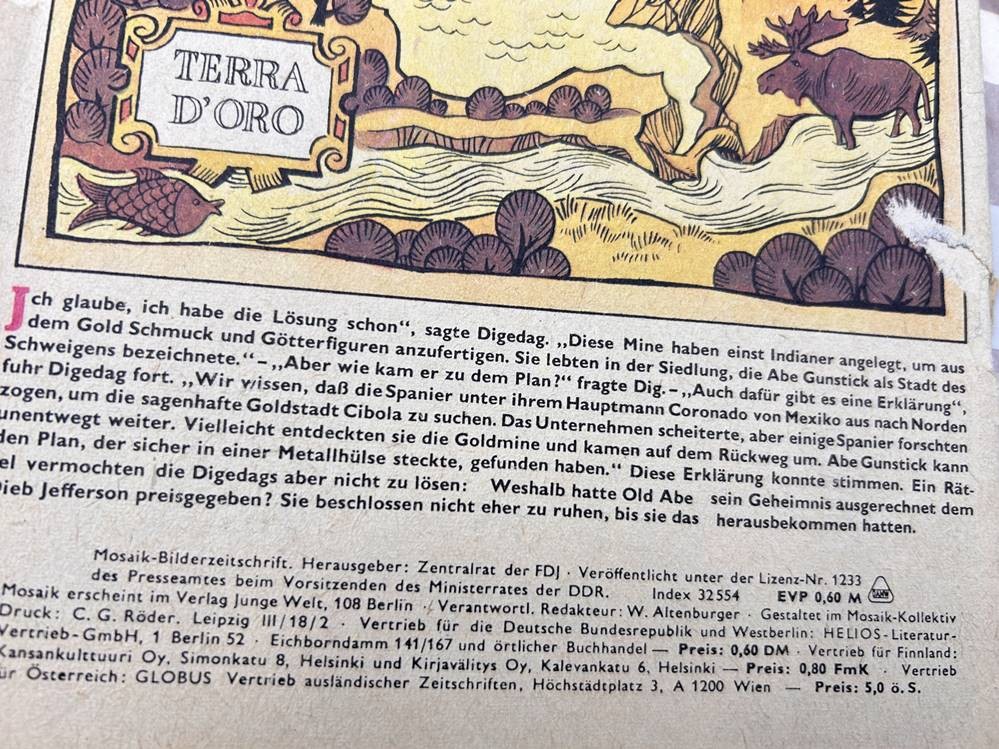 TERRA
D'ORO
Jch glaube, ich habe die Lösung schon“, sagte Digedag. „Diese Mine haben einst Indianer angelegt, um aus
dem Gold Schmuck und Götterfiguren anzufertigen. Sie lebten in der Siedlung, die Abe Gunstick als Stadt des
Schweigens bezeichnete.“ – „Aber wie kam er zu dem Plan?“ fragte Dig. – „Auch dafür gibt es eine Erklärung“,
fuhr Digedag fort. „Wir wissen, daß die Spanier unter ihrem Hauptmann Coronado von Mexiko aus nach Norden
zogen, um die sagenhafte Goldstadt Cibola zu suchen. Das Unternehmen scheiterte, aber einige Spanier forschten
unentwegt weiter. Vielleicht entdeckten sie die Goldmine und kamen auf dem Rückweg um. Abe Gunstick kann
den Plan, der sicher in einer Metallhülse steckte, gefunden haben.“ Diese Erklärung konnte stimmen. Ein Rät-
el vermochten die Digedags aber nicht zu lösen: Weshalb hatte Old Abe sein Geheimnis ausgerechnet dem
Dieb Jefferson preisgegeben? Sie beschlossen nicht eher zu ruhen, bis sie das herausbekommen hatten.
Mosaik-Bilderzeitschrift. Herausgeber: Zentralrat der FDJ · Veröffentlicht unter der Lizenz-Nr. 1233
des Presseamtes beim Vorsitzenden des Ministerrates der DDR. Index 32 554 EVP 0,60 M
Mosaik erscheint im Verlag Junge Welt, 108 Berlin · Verantwortl. Redakteur: W. Altenburger · Gestaltet im Mosaik-Kollektiv
Druck: C. G. Röder, Leipzig III/18/2 · Vertrieb für die Deutsche Bundesrepublik und Westberlin: HELIOS-Literatur-
Vertrieb-GmbH, 1 Berlin 52 · Eichborndamm 141/167 und örtlicher Buchhandel — Preis: 0,60 DM · Vertrieb für Finnland:
Kansankulttuuri Oy, Simonkatu 8, Helsinki und Kirjavälitys Oy, Kalevankatu 6, Helsinki — Preis: 0,80 FmK · Vertrieb
ür Österreich: GLOBUS Vertrieb ausländischer Zeitschriften, Höchstädtplatz 3, A 1200 Wien — Preis: 5,0 ö. S.